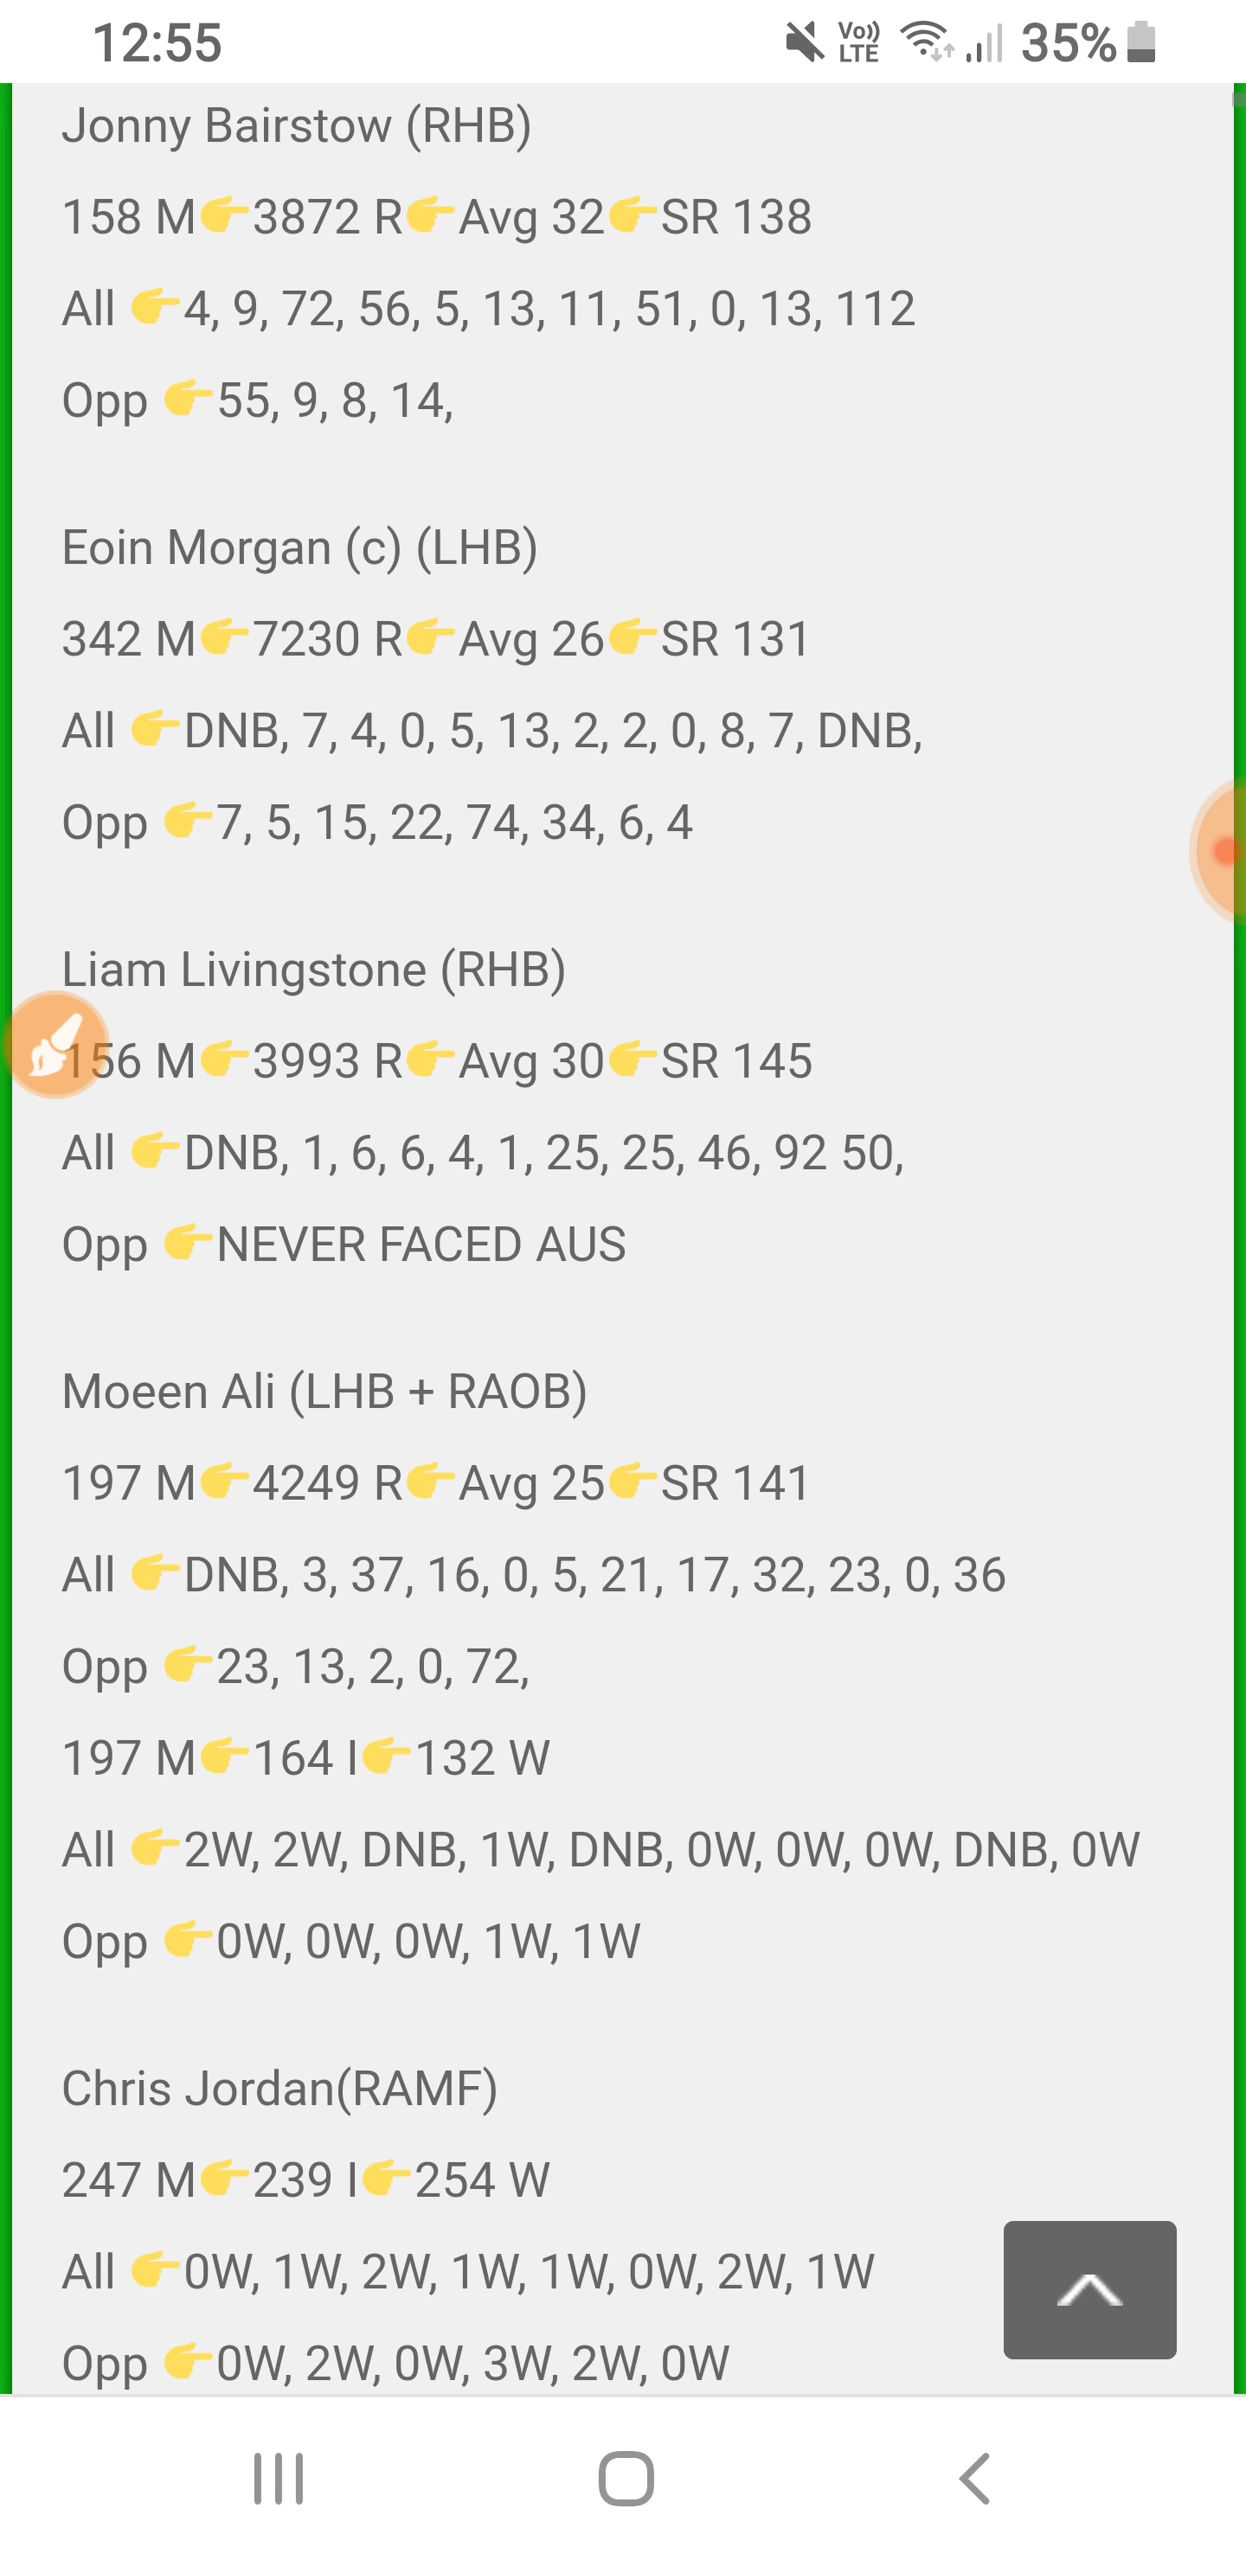 12:55 Vo)) LTE 35%
Jonny Bairstow (RHB)
158 M👉3872 R👉Avg 32👉SR 138
All 👉4, 9, 72, 56, 5, 13, 11, 51, 0, 13, 112
Opp 👉55, 9, 8, 14,
Eoin Morgan (c) (LHB)
342 M👉7230 R👉Avg 26👉SR 131
All 👉DNB, 7, 4, 0, 5, 13, 2, 2, 0, 8, 7, DNB,
Opp 👉7, 5, 15, 22, 74, 34, 6, 4
Liam Livingstone (RHB)
156 M👉3993 R👉Avg 30👉SR 145
All 👉DNB, 1, 6, 6, 4, 1, 25, 25, 46, 92 50,
Opp 👉NEVER FACED AUS
Moeen Ali (LHB + RAOB)
197 M👉4249 R👉Avg 25👉SR 141
All 👉DNB, 3, 37, 16, 0, 5, 21, 17, 32, 23, 0, 36
Opp 👉23, 13, 2, 0, 72,
197 M👉164 I👉132 W
All 👉2W, 2W, DNB, 1W, DNB, 0W, 0W, 0W, DNB, 0W
Opp 👉0W, 0W, 0W, 1W, 1W
Chris Jordan(RAMF)
247 M👉239 I👉254 W
All 👉0W, 1W, 2W, 1W, 1W, 0W, 2W, 1W
Opp 👉0W, 2W, 0W, 3W, 2W, 0W